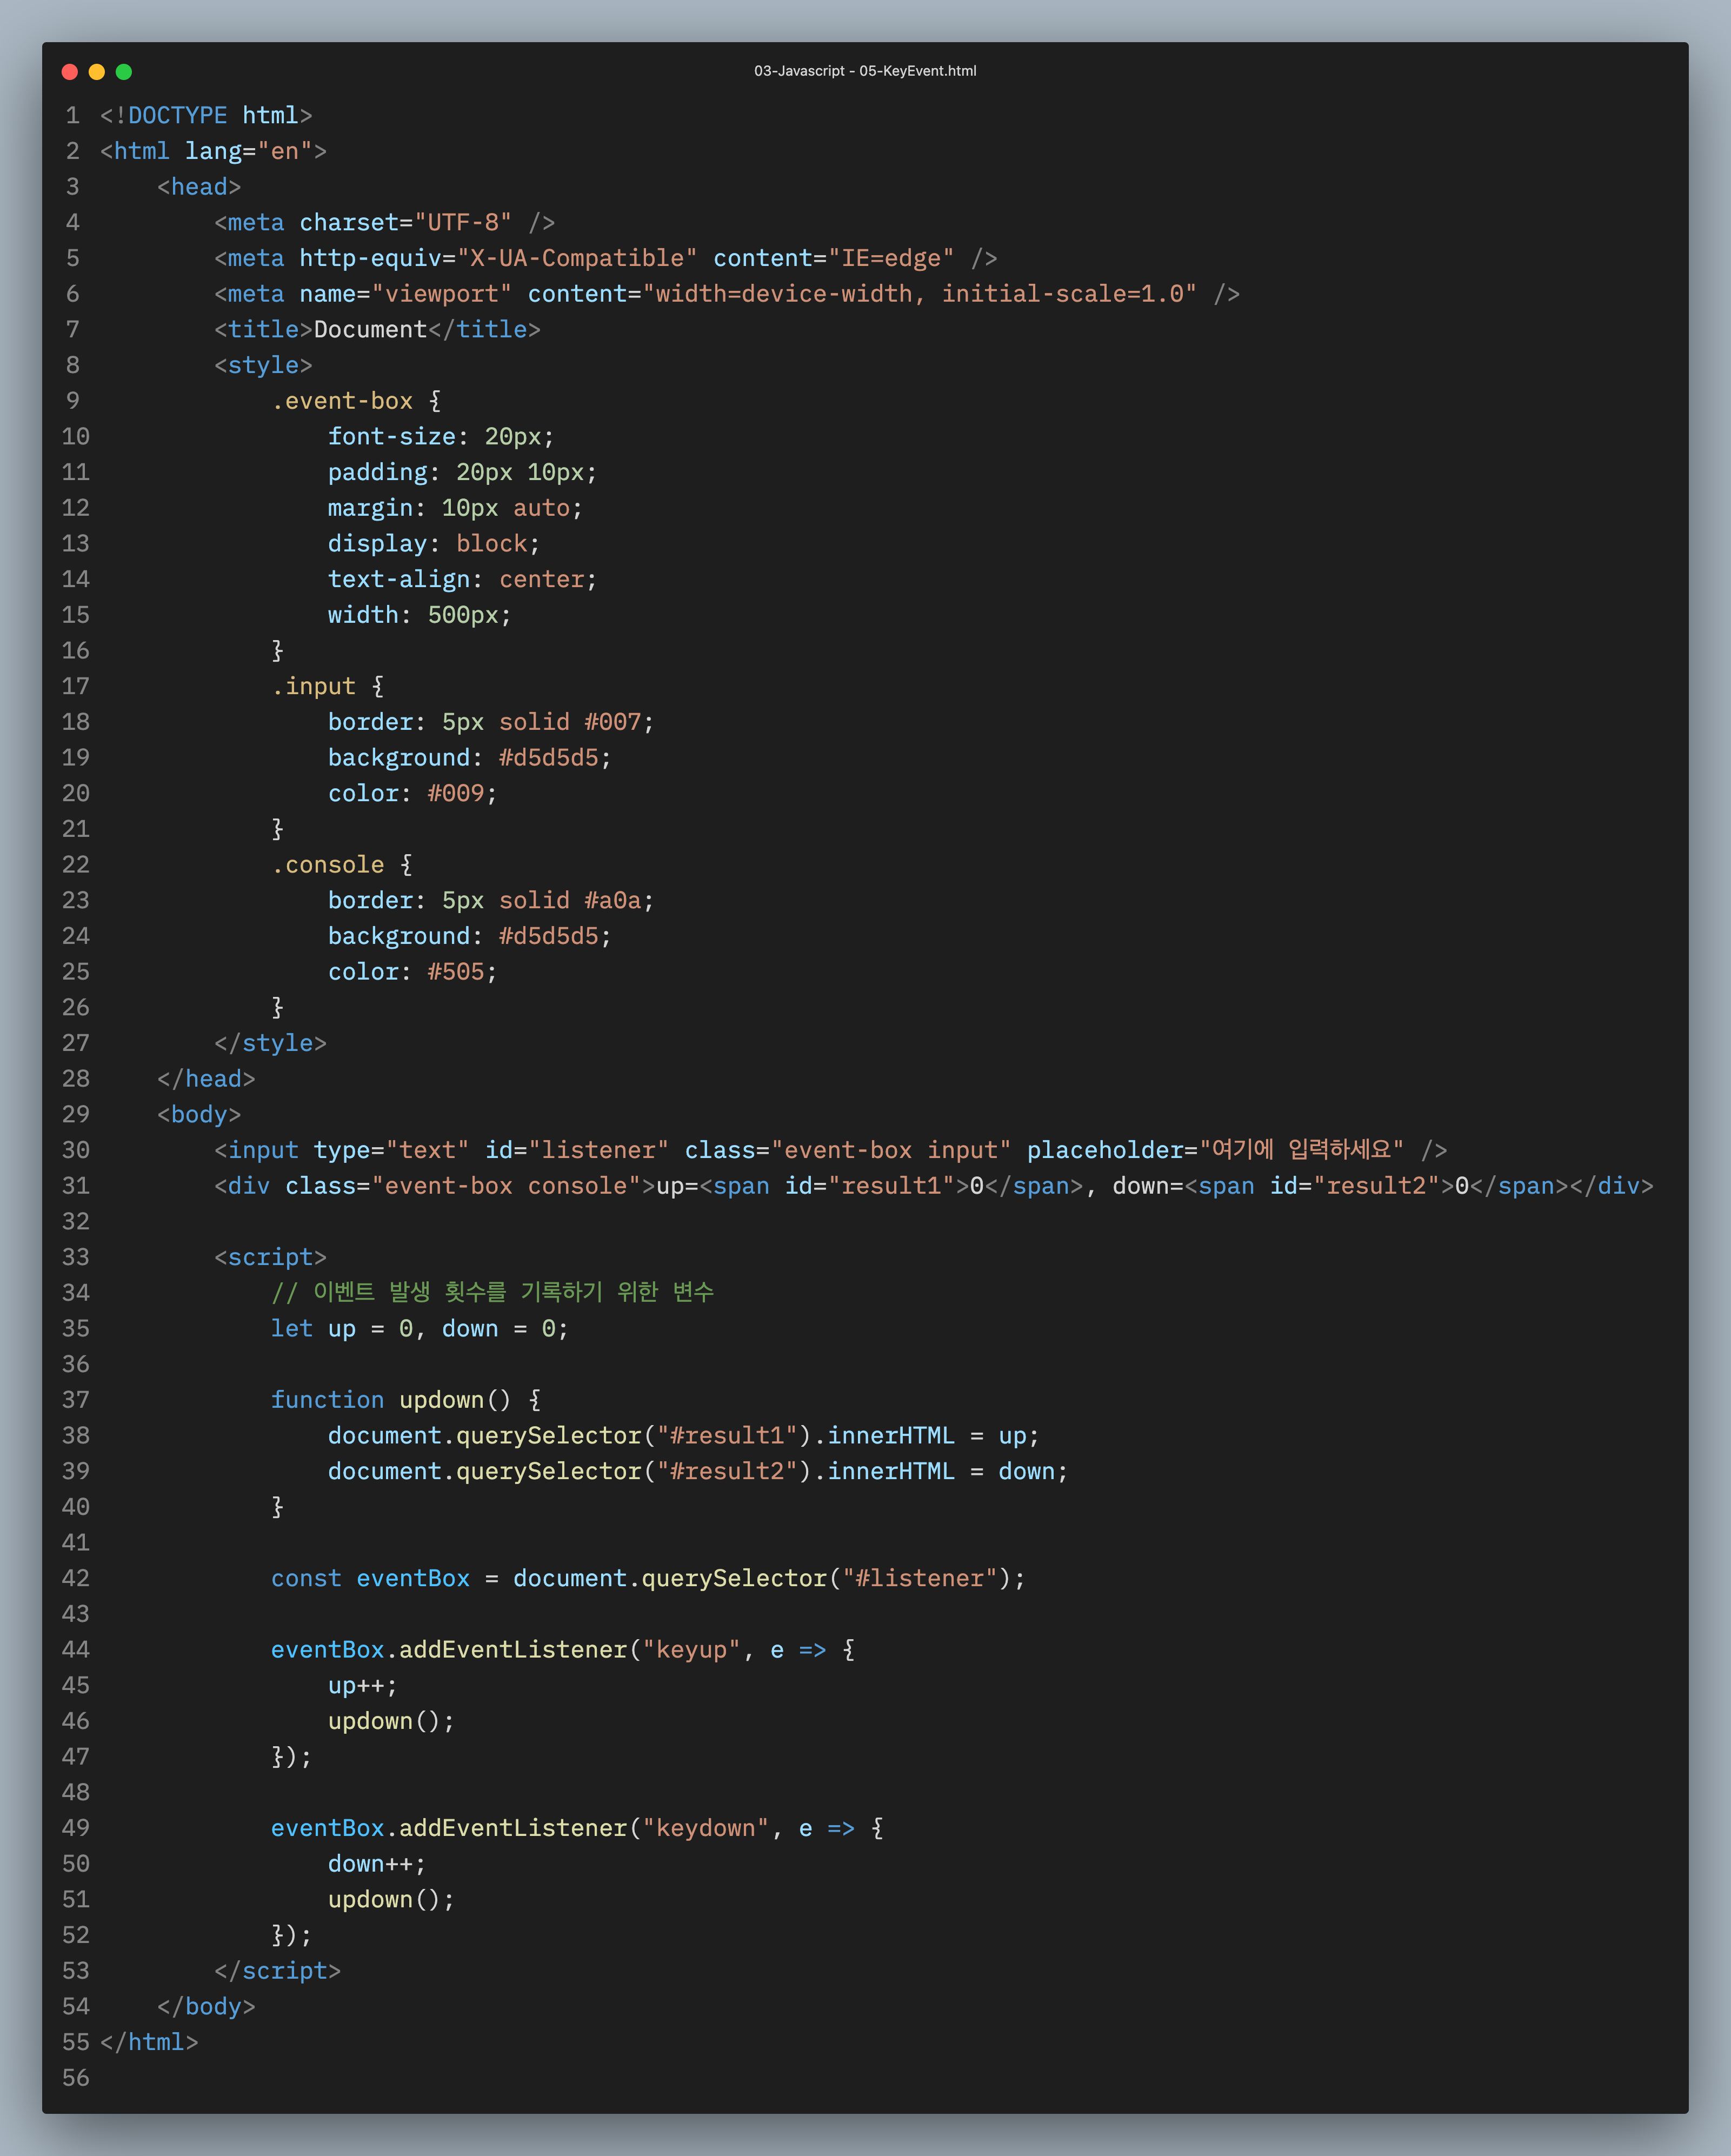 03-Javascript - 05-KeyEvent.html
1 <!DOCTYPE html>
2 <html lang="en">
3     <head>
4         <meta charset="UTF-8" />
5         <meta http-equiv="X-UA-Compatible" content="IE=edge" />
6         <meta name="viewport" content="width=device-width, initial-scale=1.0" />
7         <title>Document</title>
8         <style>
9             .event-box {
10                 font-size: 20px;
11                 padding: 20px 10px;
12                 margin: 10px auto;
13                 display: block;
14                 text-align: center;
15                 width: 500px;
16             }
17             .input {
18                 border: 5px solid #007;
19                 background: #d5d5d5;
20                 color: #009;
21             }
22             .console {
23                 border: 5px solid #a0a;
24                 background: #d5d5d5;
25                 color: #505;
26             }
27         </style>
28     </head>
29     <body>
30         <input type="text" id="listener" class="event-box input" placeholder="여기에 입력하세요" />
31         <div class="event-box console">up=<span id="result1">0</span>, down=<span id="result2">0</span></div>
32
33         <script>
34             // 이벤트 발생 횟수를 기록하기 위한 변수
35             let up = 0, down = 0;
36
37             function updown() {
38                 document.querySelector("#result1").innerHTML = up;
39                 document.querySelector("#result2").innerHTML = down;
40             }
41
42             const eventBox = document.querySelector("#listener");
43
44             eventBox.addEventListener("keyup", e => {
45                 up++;
46                 updown();
47             });
48
49             eventBox.addEventListener("keydown", e => {
50                 down++;
51                 updown();
52             });
53         </script>
54     </body>
55 </html>
56